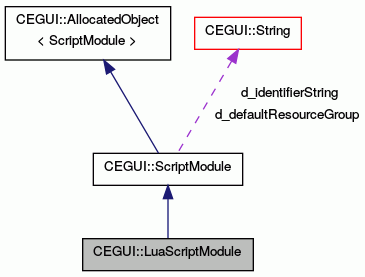 CEGUI::AllocatedObject
< ScriptModule >
CEGUI::String
d_identifierString
d_defaultResourceGroup
CEGUI::ScriptModule
CEGUI::LuaScriptModule